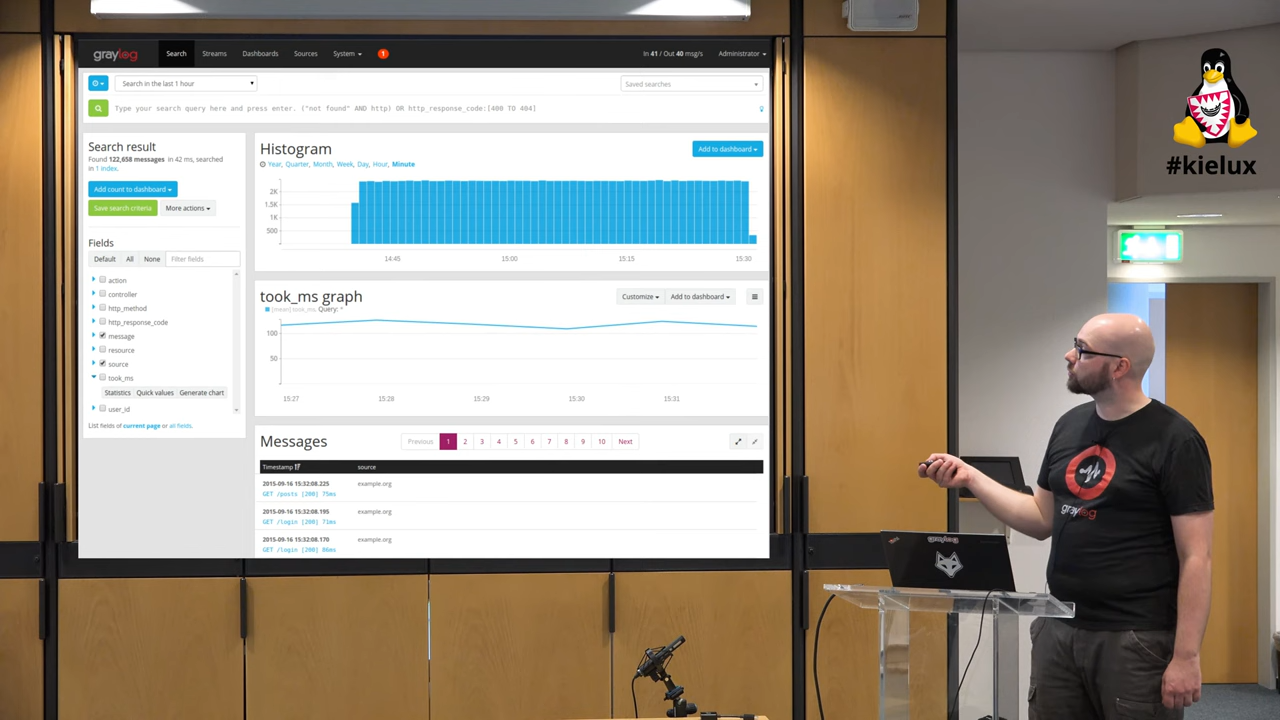 graylog Search Streams Dashboards Sources System 1 In 41 / Out 40 msg/s Administrator
Search in the last 1 hour Saved searches
Type your search query here and press enter. ("not found" AND http) OR http_response_code:[400 TO 404]
Search result
Found 122,658 messages in 42 ms, searched
in 1 index.
Add count to dashboard
Save search criteria More actions
Fields
Default All None Filter fields
action
controller
http_method
http_response_code
message
resource
source
took_ms
Statistics Quick values Generate chart
user_id
List fields of current page or all fields.
Histogram Add to dashboard
Year, Quarter, Month, Week, Day, Hour, Minute
2K
1.5K
1K
500
14:45 15:00 15:15 15:30
took_ms graph Customize Add to dashboard
[mean] took_ms, Query: *
100
50
15:27 15:28 15:29 15:30 15:31
Messages Previous 1 2 3 4 5 6 7 8 9 10 Next
Timestamp source
2015-09-16 15:32:08.225 example.org
GET /posts [200] 75ms
2015-09-16 15:32:08.195 example.org
GET /login [200] 71ms
2015-09-16 15:32:08.170 example.org
GET /login [200] 86ms
#kielux
graylog
graylog